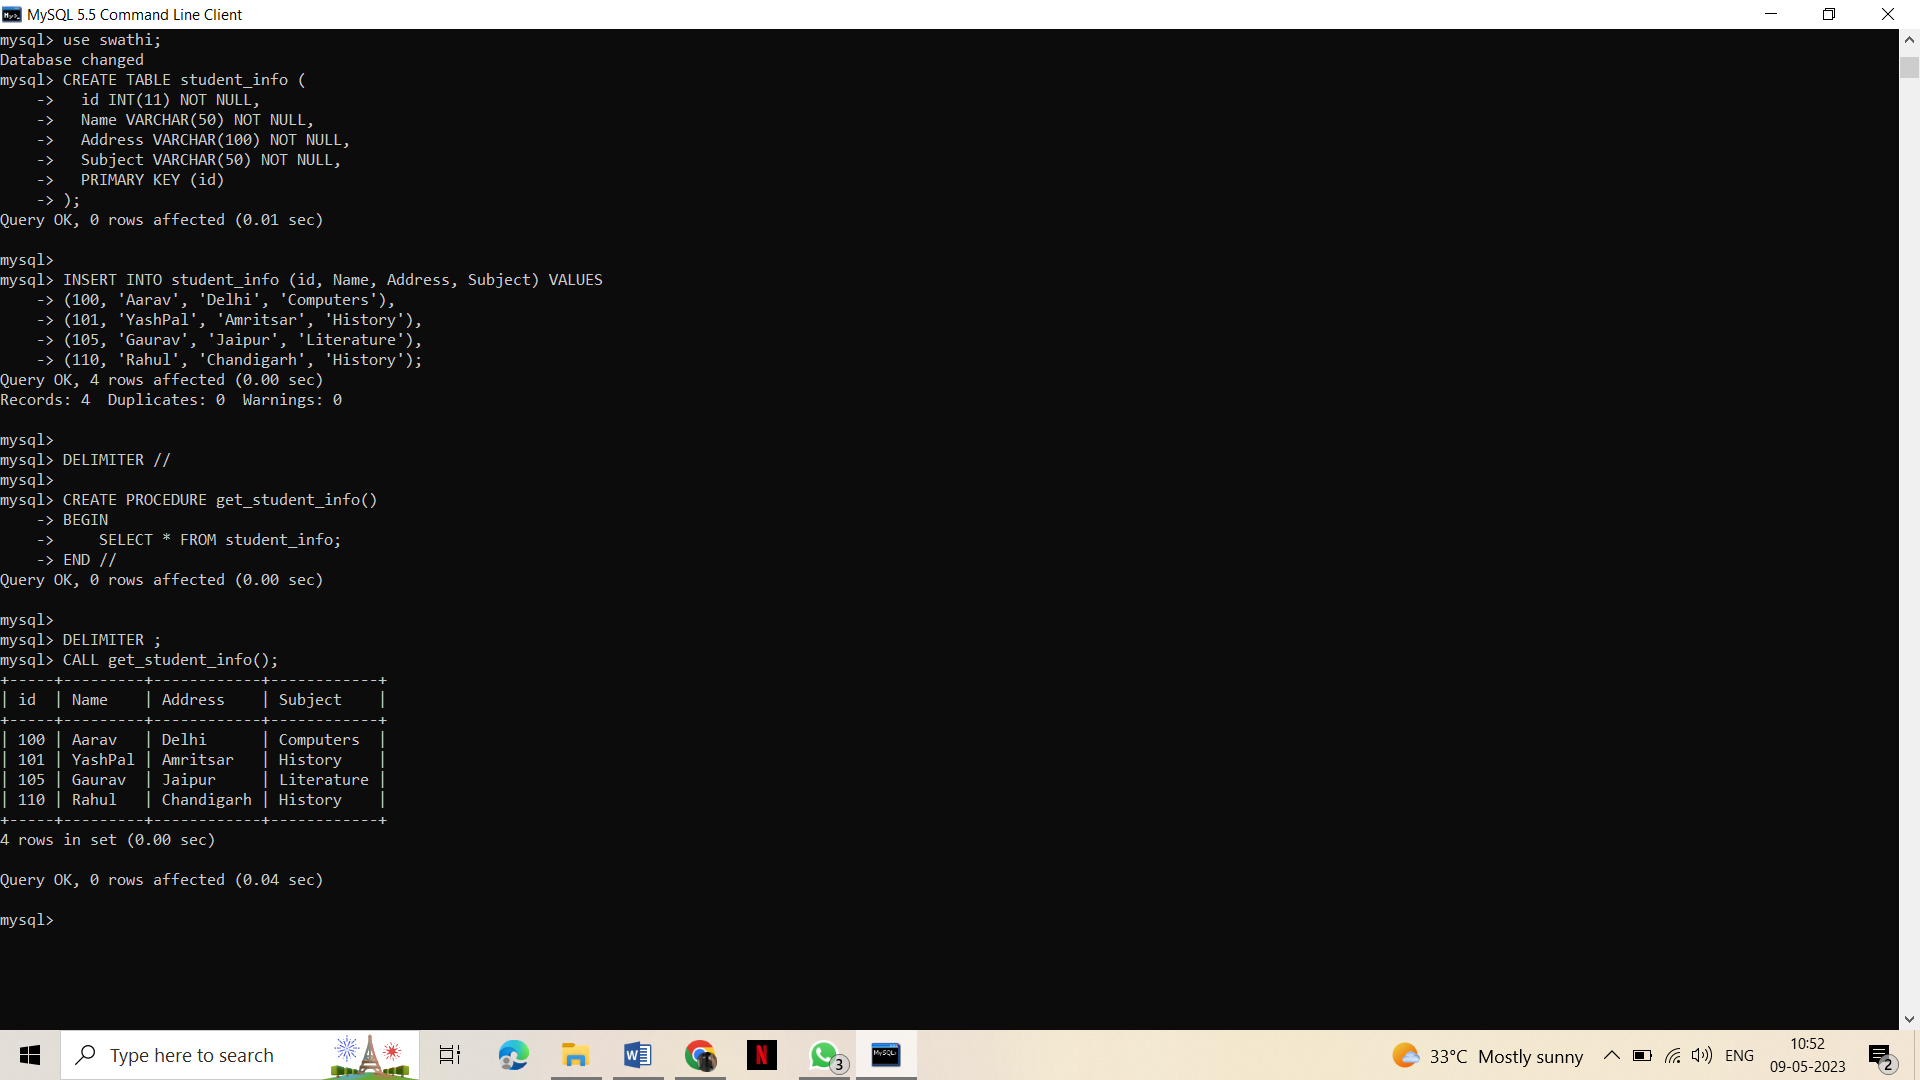 MySQL 5.5 Command Line Client
mysql> use swathi;
Database changed
mysql> CREATE TABLE student_info (
    ->   id INT(11) NOT NULL,
    ->   Name VARCHAR(50) NOT NULL,
    ->   Address VARCHAR(100) NOT NULL,
    ->   Subject VARCHAR(50) NOT NULL,
    ->   PRIMARY KEY (id)
    -> );
Query OK, 0 rows affected (0.01 sec)

mysql>
mysql> INSERT INTO student_info (id, Name, Address, Subject) VALUES
    -> (100, 'Aarav', 'Delhi', 'Computers'),
    -> (101, 'YashPal', 'Amritsar', 'History'),
    -> (105, 'Gaurav', 'Jaipur', 'Literature'),
    -> (110, 'Rahul', 'Chandigarh', 'History');
Query OK, 4 rows affected (0.00 sec)
Records: 4  Duplicates: 0  Warnings: 0

mysql>
mysql> DELIMITER //
mysql>
mysql> CREATE PROCEDURE get_student_info()
    -> BEGIN
    ->     SELECT * FROM student_info;
    -> END //
Query OK, 0 rows affected (0.00 sec)

mysql>
mysql> DELIMITER ;
mysql> CALL get_student_info();
+-----+---------+------------+------------+
| id  | Name    | Address    | Subject    |
+-----+---------+------------+------------+
| 100 | Aarav   | Delhi      | Computers  |
| 101 | YashPal | Amritsar   | History    |
| 105 | Gaurav  | Jaipur     | Literature |
| 110 | Rahul   | Chandigarh | History    |
+-----+---------+------------+------------+
4 rows in set (0.00 sec)

Query OK, 0 rows affected (0.04 sec)

mysql>
Type here to search
W
N
3
MySQL
33°C Mostly sunny
ENG
10:52
09-05-2023
2